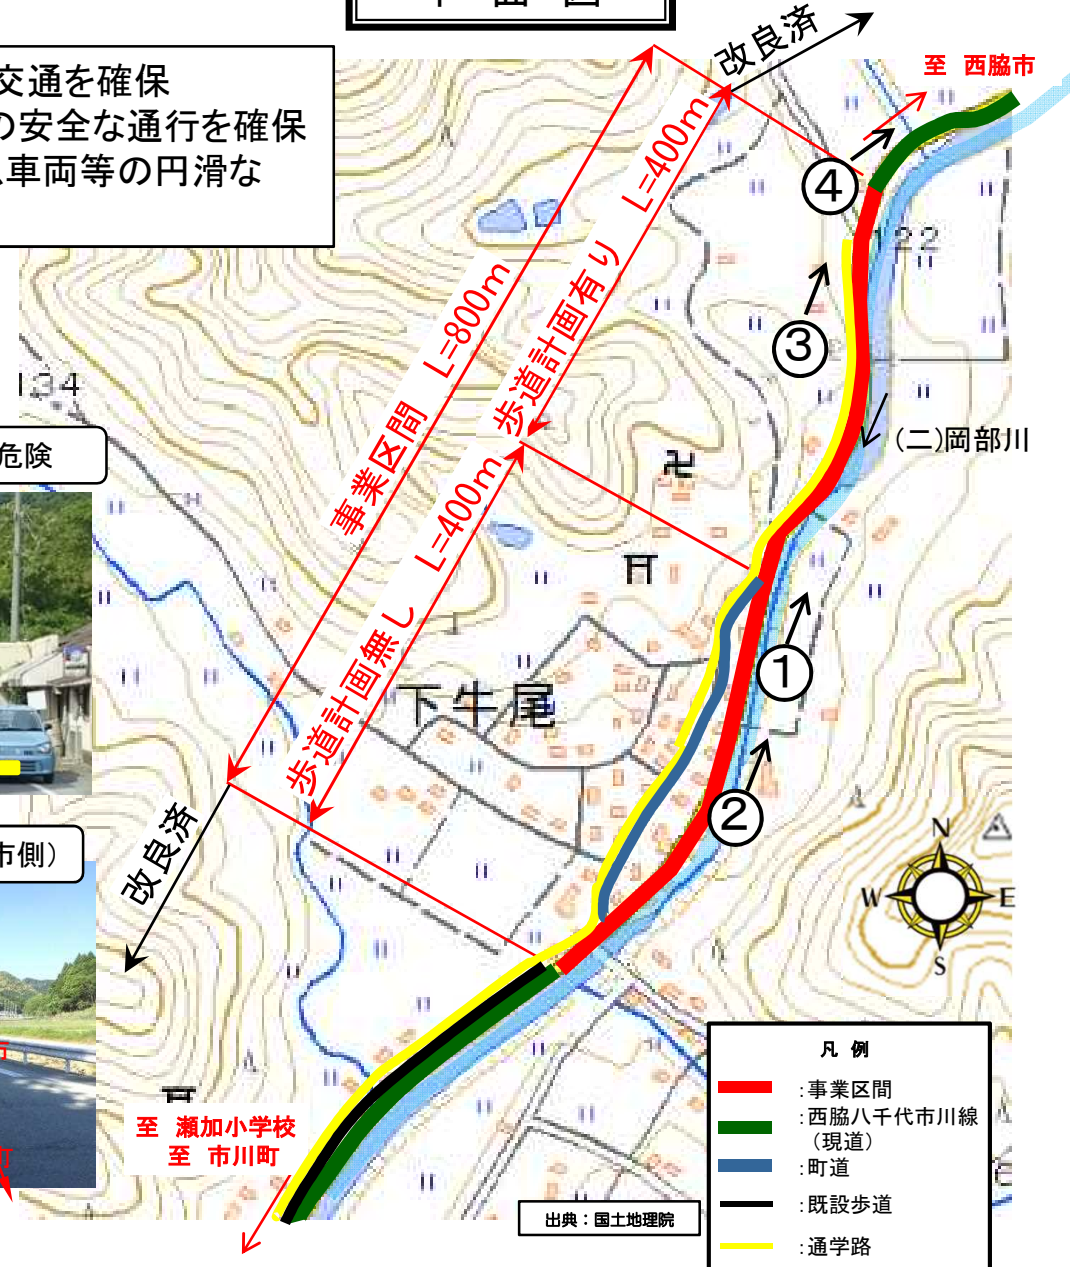 平面図
交通を確保
の安全な通行を確保
車両等の円滑な
危険
市側）
市
町
改良済
至 西脇市
事業区間 L=800m
歩道計画有り L=400m
歩道計画無し L=400m
改良済
④
122
③
(二)岡部川
134
①
下牛尾
②
N
W
E
S
至 瀬加小学校
至 市川町
出典：国土地理院
凡 例
:事業区間
:西脇八千代市川線
(現道)
:町道
:既設歩道
:通学路